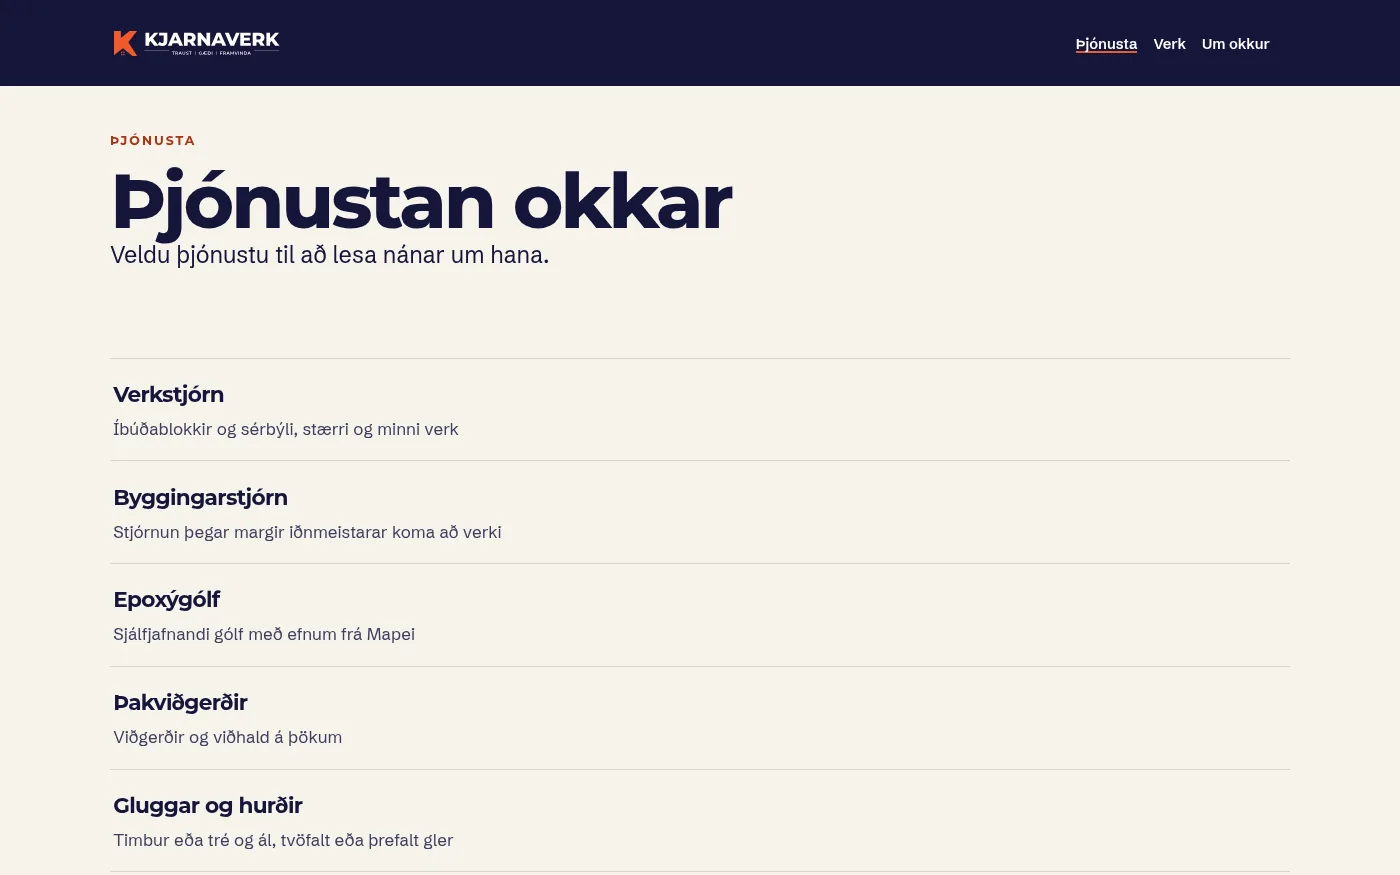 KJARNAVERK
TRAUST | GÆÐI | FRAMVINDA
Þjónusta
Verk
Um okkur
ÞJÓNUSTA
Þjónustan okkar
Veldu þjónustu til að lesa nánar um hana.
Verkstjórn
Íbúðablokkir og sérbýli, stærri og minni verk
Byggingarstjórn
Stjórnun þegar margir iðnmeistarar koma að verki
Epoxýgólf
Sjálfjafnandi gólf með efnum frá Mapei
Þakviðgerðir
Viðgerðir og viðhald á þökum
Gluggar og hurðir
Timbur eða tré og ál, tvöfalt eða þrefalt gler